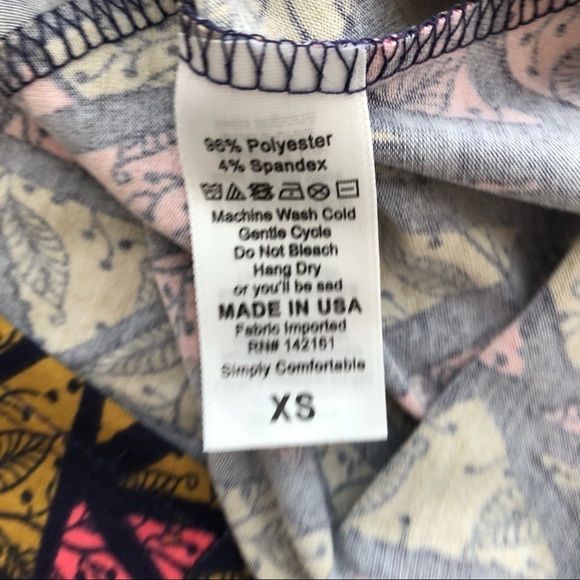 96% Polyester
4% Spandex
Machine Wash Cold
Gentle Cycle
Do Not Bleach
Hang Dry
or you'll be sad
MADE IN USA
Fabric Imported
RN# 142161
Simply Comfortable
XS